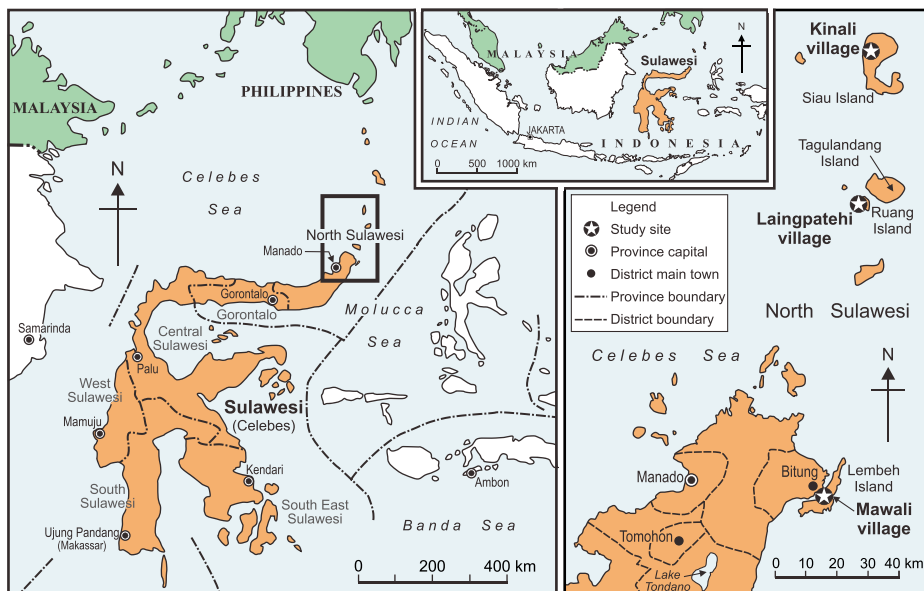 MALAYSIA
PHILIPPINES
N
Celebes
Sea
North Sulawesi
Manado
Gorontalo
Gorontalo
Molucca
Sea
Samarinda
Central
Sulawesi
Palu
West
Sulawesi
Mamuju
Sulawesi
(Celebes)
Kendari
South
Sulawesi
South East
Sulawesi
Ambon
Ujung Pandang
(Makassar)
Banda Sea
0 200 400 km
MALAYSIA
N
Sulawesi
INDIAN
OCEAN
JAKARTA
INDONESIA
0 500 1000 km
Kinali
village
Siau Island
Tagulandang
Island
Laingpatehi
village
Ruang
Island
Legend
Study site
Province capital
District main town
Province boundary
District boundary
North Sulawesi
Celebes Sea
N
Manado
Bitung
Lembeh
Island
Mawali
village
Tomohon
Lake
Tondano
0 10 20 30 40 km